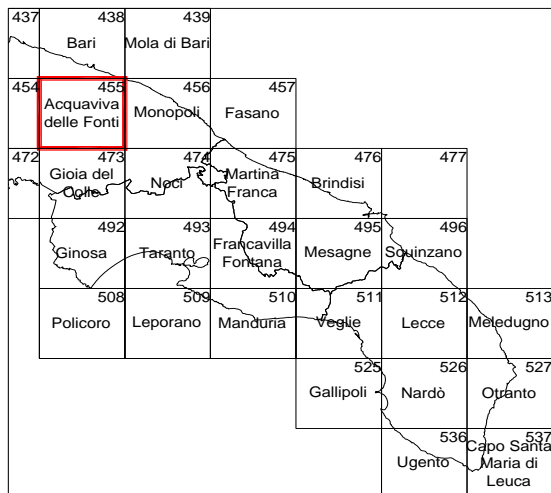 437 438 439
Bari Mola di Bari
454 455 456 457
Acquaviva
delle Fonti Monopoli Fasano
472 473 474 475 476 477
Gioia del
Colle Noci Martina
Franca Brindisi
492 493 494 495 496
Ginosa Taranto Francavilla
Fontana Mesagne Squinzano
508 509 510 511 512 513
Policoro Leporano Manduria Veglie Lecce Meledugno
525 526 527
Gallipoli Nardò Otranto
536 537
Ugento Capo Santa
Maria di
Leuca